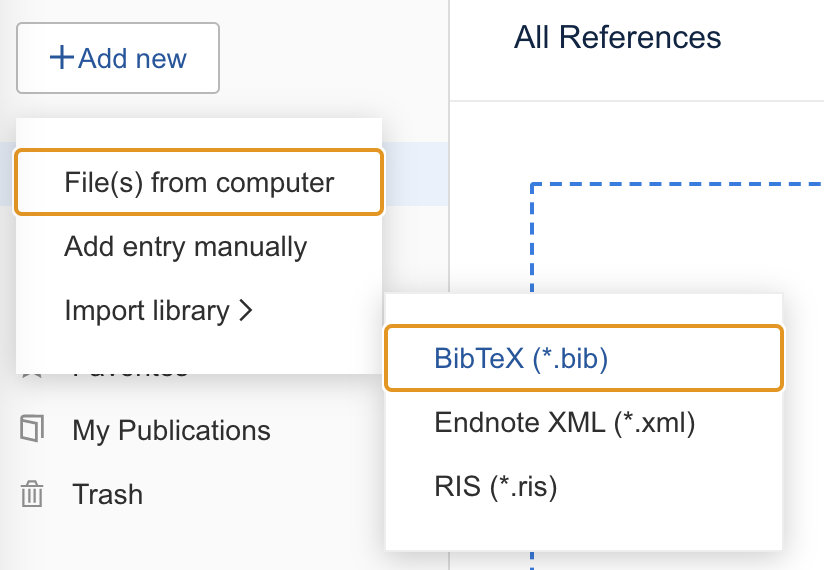 +Add new
All References
File(s) from computer
Add entry manually
Import library >
BibTeX (*.bib)
Endnote XML (*.xml)
RIS (*.ris)
Favorites
My Publications
Trash